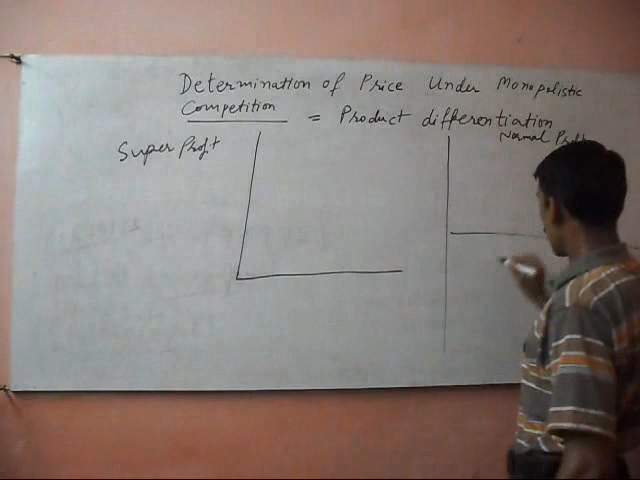 Determination of Price Under Monopolistic
Competition = Product differentiation
Super Profit
Normal Profit